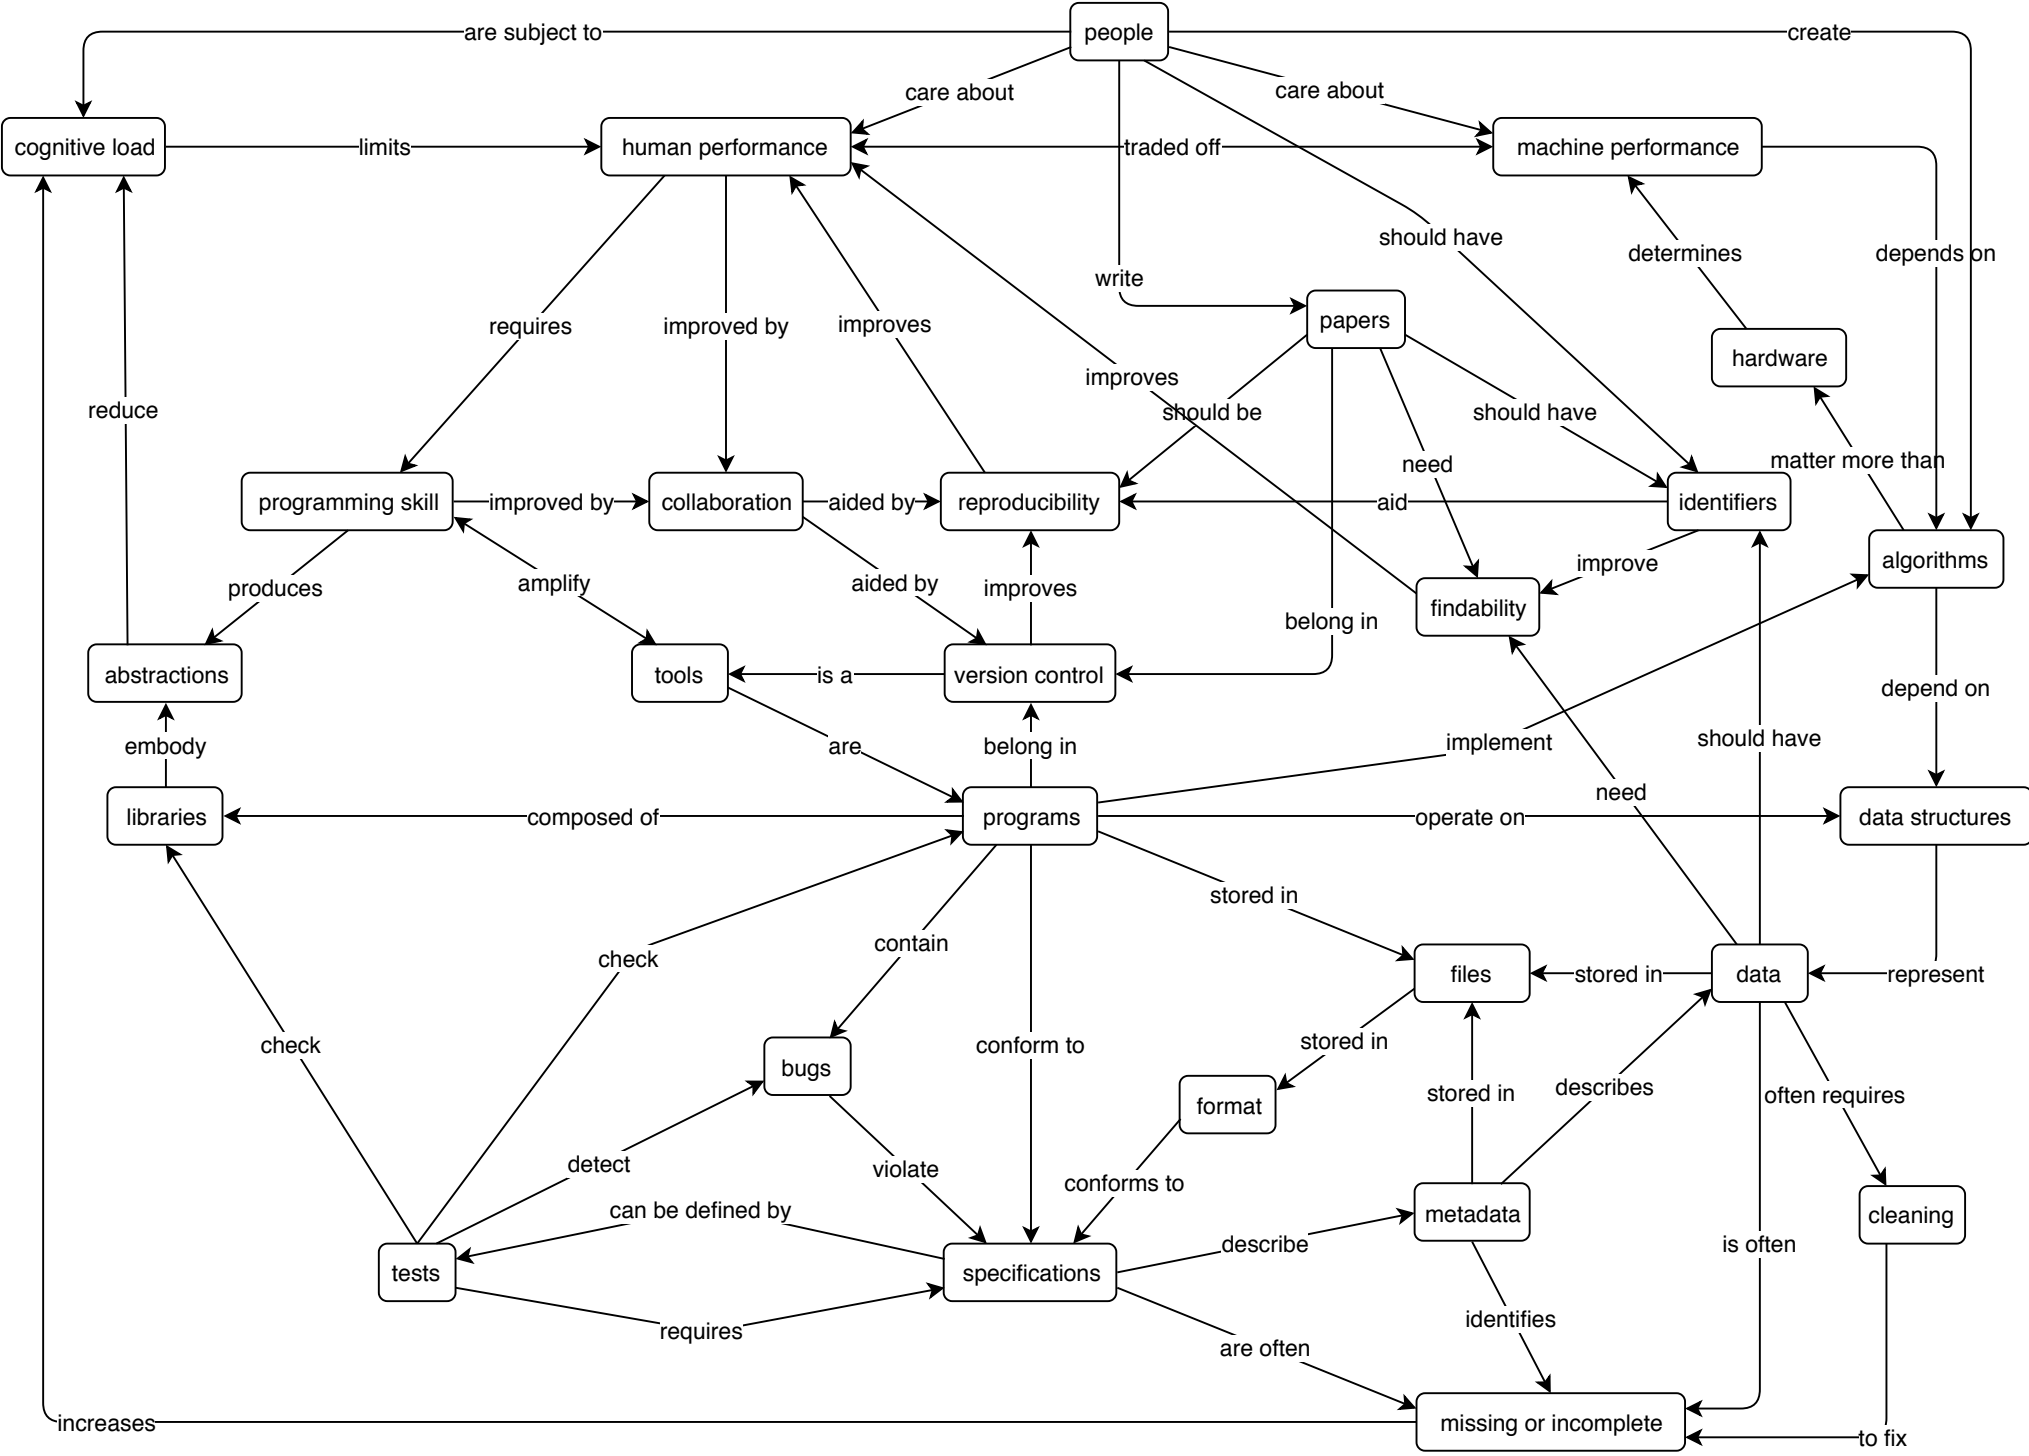 are subject to
people
create
care about
care about
cognitive load
limits
human performance
traded off
machine performance
should have
determines
depends on
write
requires
improved by
improves
papers
hardware
improves
reduce
should be
should have
need
matter more than
programming skill
improved by
collaboration
aided by
reproducibility
aid
identifiers
algorithms
improve
produces
amplify
aided by
improves
findability
belong in
abstractions
tools
is a
version control
depend on
embody
are
belong in
implement
should have
need
libraries
composed of
programs
operate on
data structures
stored in
contain
check
files
stored in
data
represent
check
conform to
stored in
bugs
format
stored in
describes
often requires
detect
violate
conforms to
can be defined by
metadata
cleaning
describe
is often
tests
specifications
requires
identifies
are often
increases
missing or incomplete
to fix